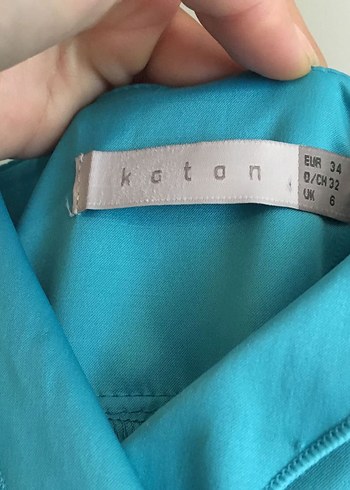 koton
EUR 34
D/CH 32
UK 6